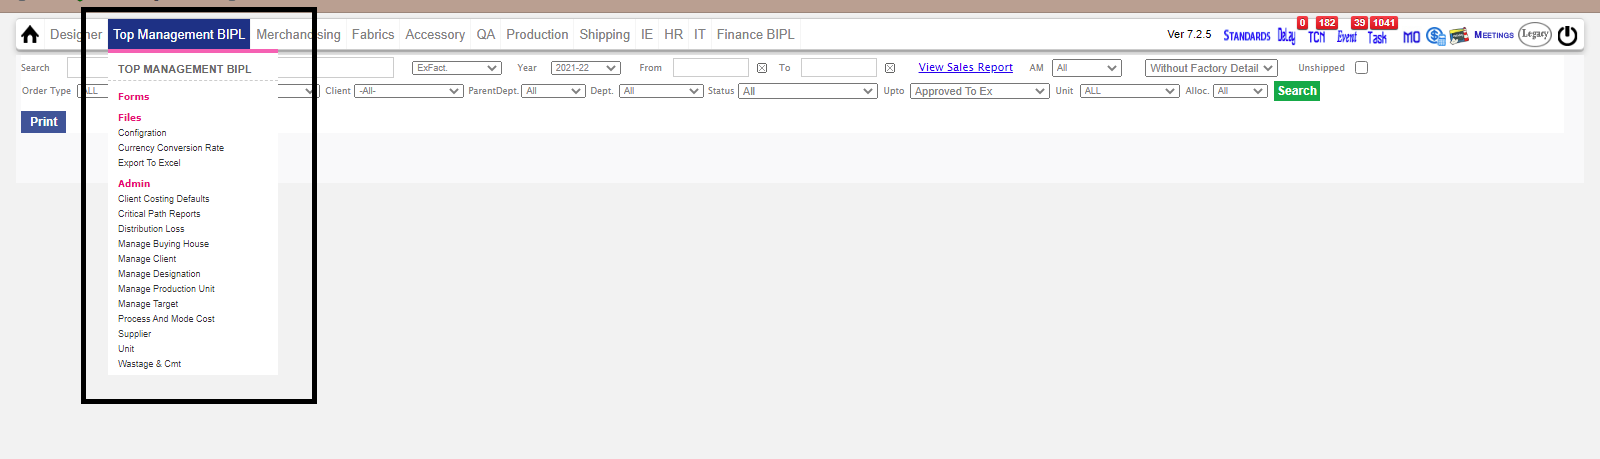 0 182 39 1041
Designer Top Management BIPL Merchandising Fabrics Accessory QA Production Shipping IE HR IT Finance BIPL Ver 7.2.5 STANDARDS Delay TCN Event Task MO MEETINGS Legacy
Search ExFact. Year 2021-22 From To View Sales Report AM All Without Factory Detail Unshipped
Order Type ALL Client -All- ParentDept. All Dept. All Status All Upto Approved To Ex Unit ALL Alloc. All Search
Print
TOP MANAGEMENT BIPL
Forms
Files
Configration
Currency Conversion Rate
Export To Excel
Admin
Client Costing Defaults
Critical Path Reports
Distribution Loss
Manage Buying House
Manage Client
Manage Designation
Manage Production Unit
Manage Target
Process And Mode Cost
Supplier
Unit
Wastage & Cmt